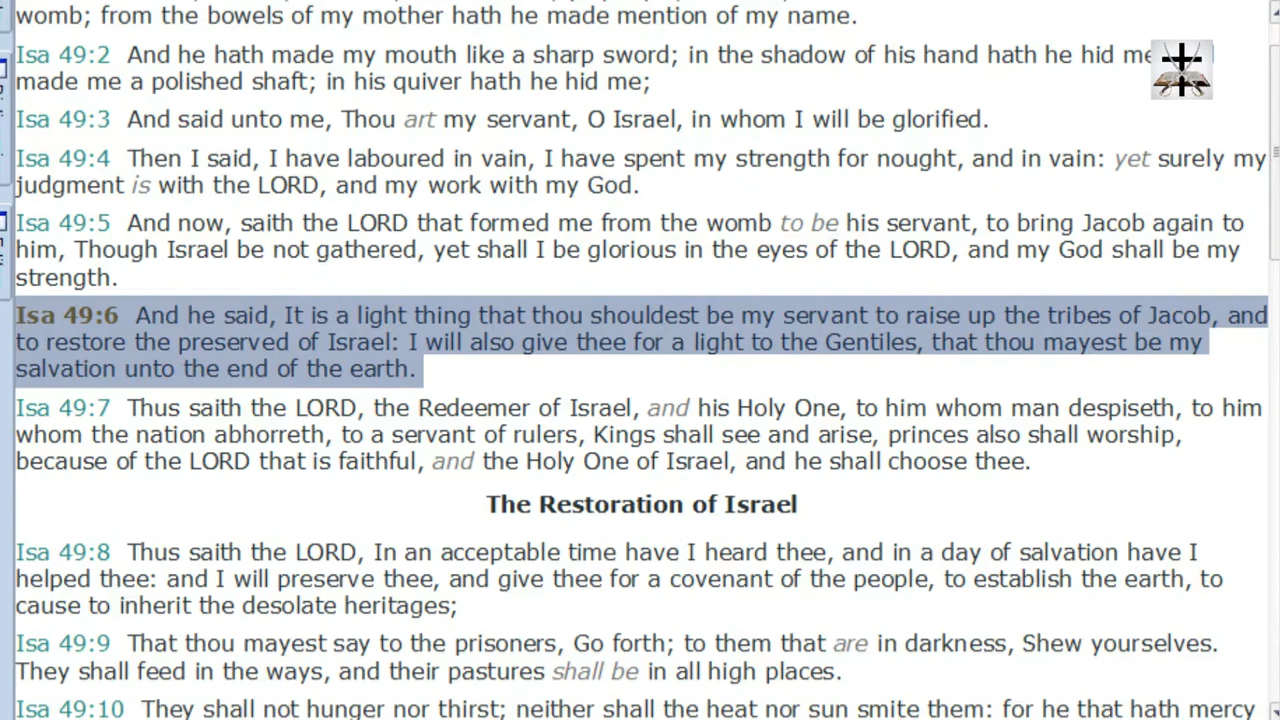 womb; from the bowels of my mother hath he made mention of my name.
Isa 49:2 And he hath made my mouth like a sharp sword; in the shadow of his hand hath he hid me
made me a polished shaft; in his quiver hath he hid me;
Isa 49:3 And said unto me, Thou art my servant, O Israel, in whom I will be glorified.
Isa 49:4 Then I said, I have laboured in vain, I have spent my strength for nought, and in vain: yet surely my
judgment is with the LORD, and my work with my God.
Isa 49:5 And now, saith the LORD that formed me from the womb to be his servant, to bring Jacob again to
him, Though Israel be not gathered, yet shall I be glorious in the eyes of the LORD, and my God shall be my
strength.
Isa 49:6 And he said, It is a light thing that thou shouldest be my servant to raise up the tribes of Jacob, and
to restore the preserved of Israel: I will also give thee for a light to the Gentiles, that thou mayest be my
salvation unto the end of the earth.
Isa 49:7 Thus saith the LORD, the Redeemer of Israel, and his Holy One, to him whom man despiseth, to him
whom the nation abhorreth, to a servant of rulers, Kings shall see and arise, princes also shall worship,
because of the LORD that is faithful, and the Holy One of Israel, and he shall choose thee.
The Restoration of Israel
Isa 49:8 Thus saith the LORD, In an acceptable time have I heard thee, and in a day of salvation have I
helped thee: and I will preserve thee, and give thee for a covenant of the people, to establish the earth, to
cause to inherit the desolate heritages;
Isa 49:9 That thou mayest say to the prisoners, Go forth; to them that are in darkness, Shew yourselves.
They shall feed in the ways, and their pastures shall be in all high places.
Isa 49:10 They shall not hunger nor thirst; neither shall the heat nor sun smite them: for he that hath mercy